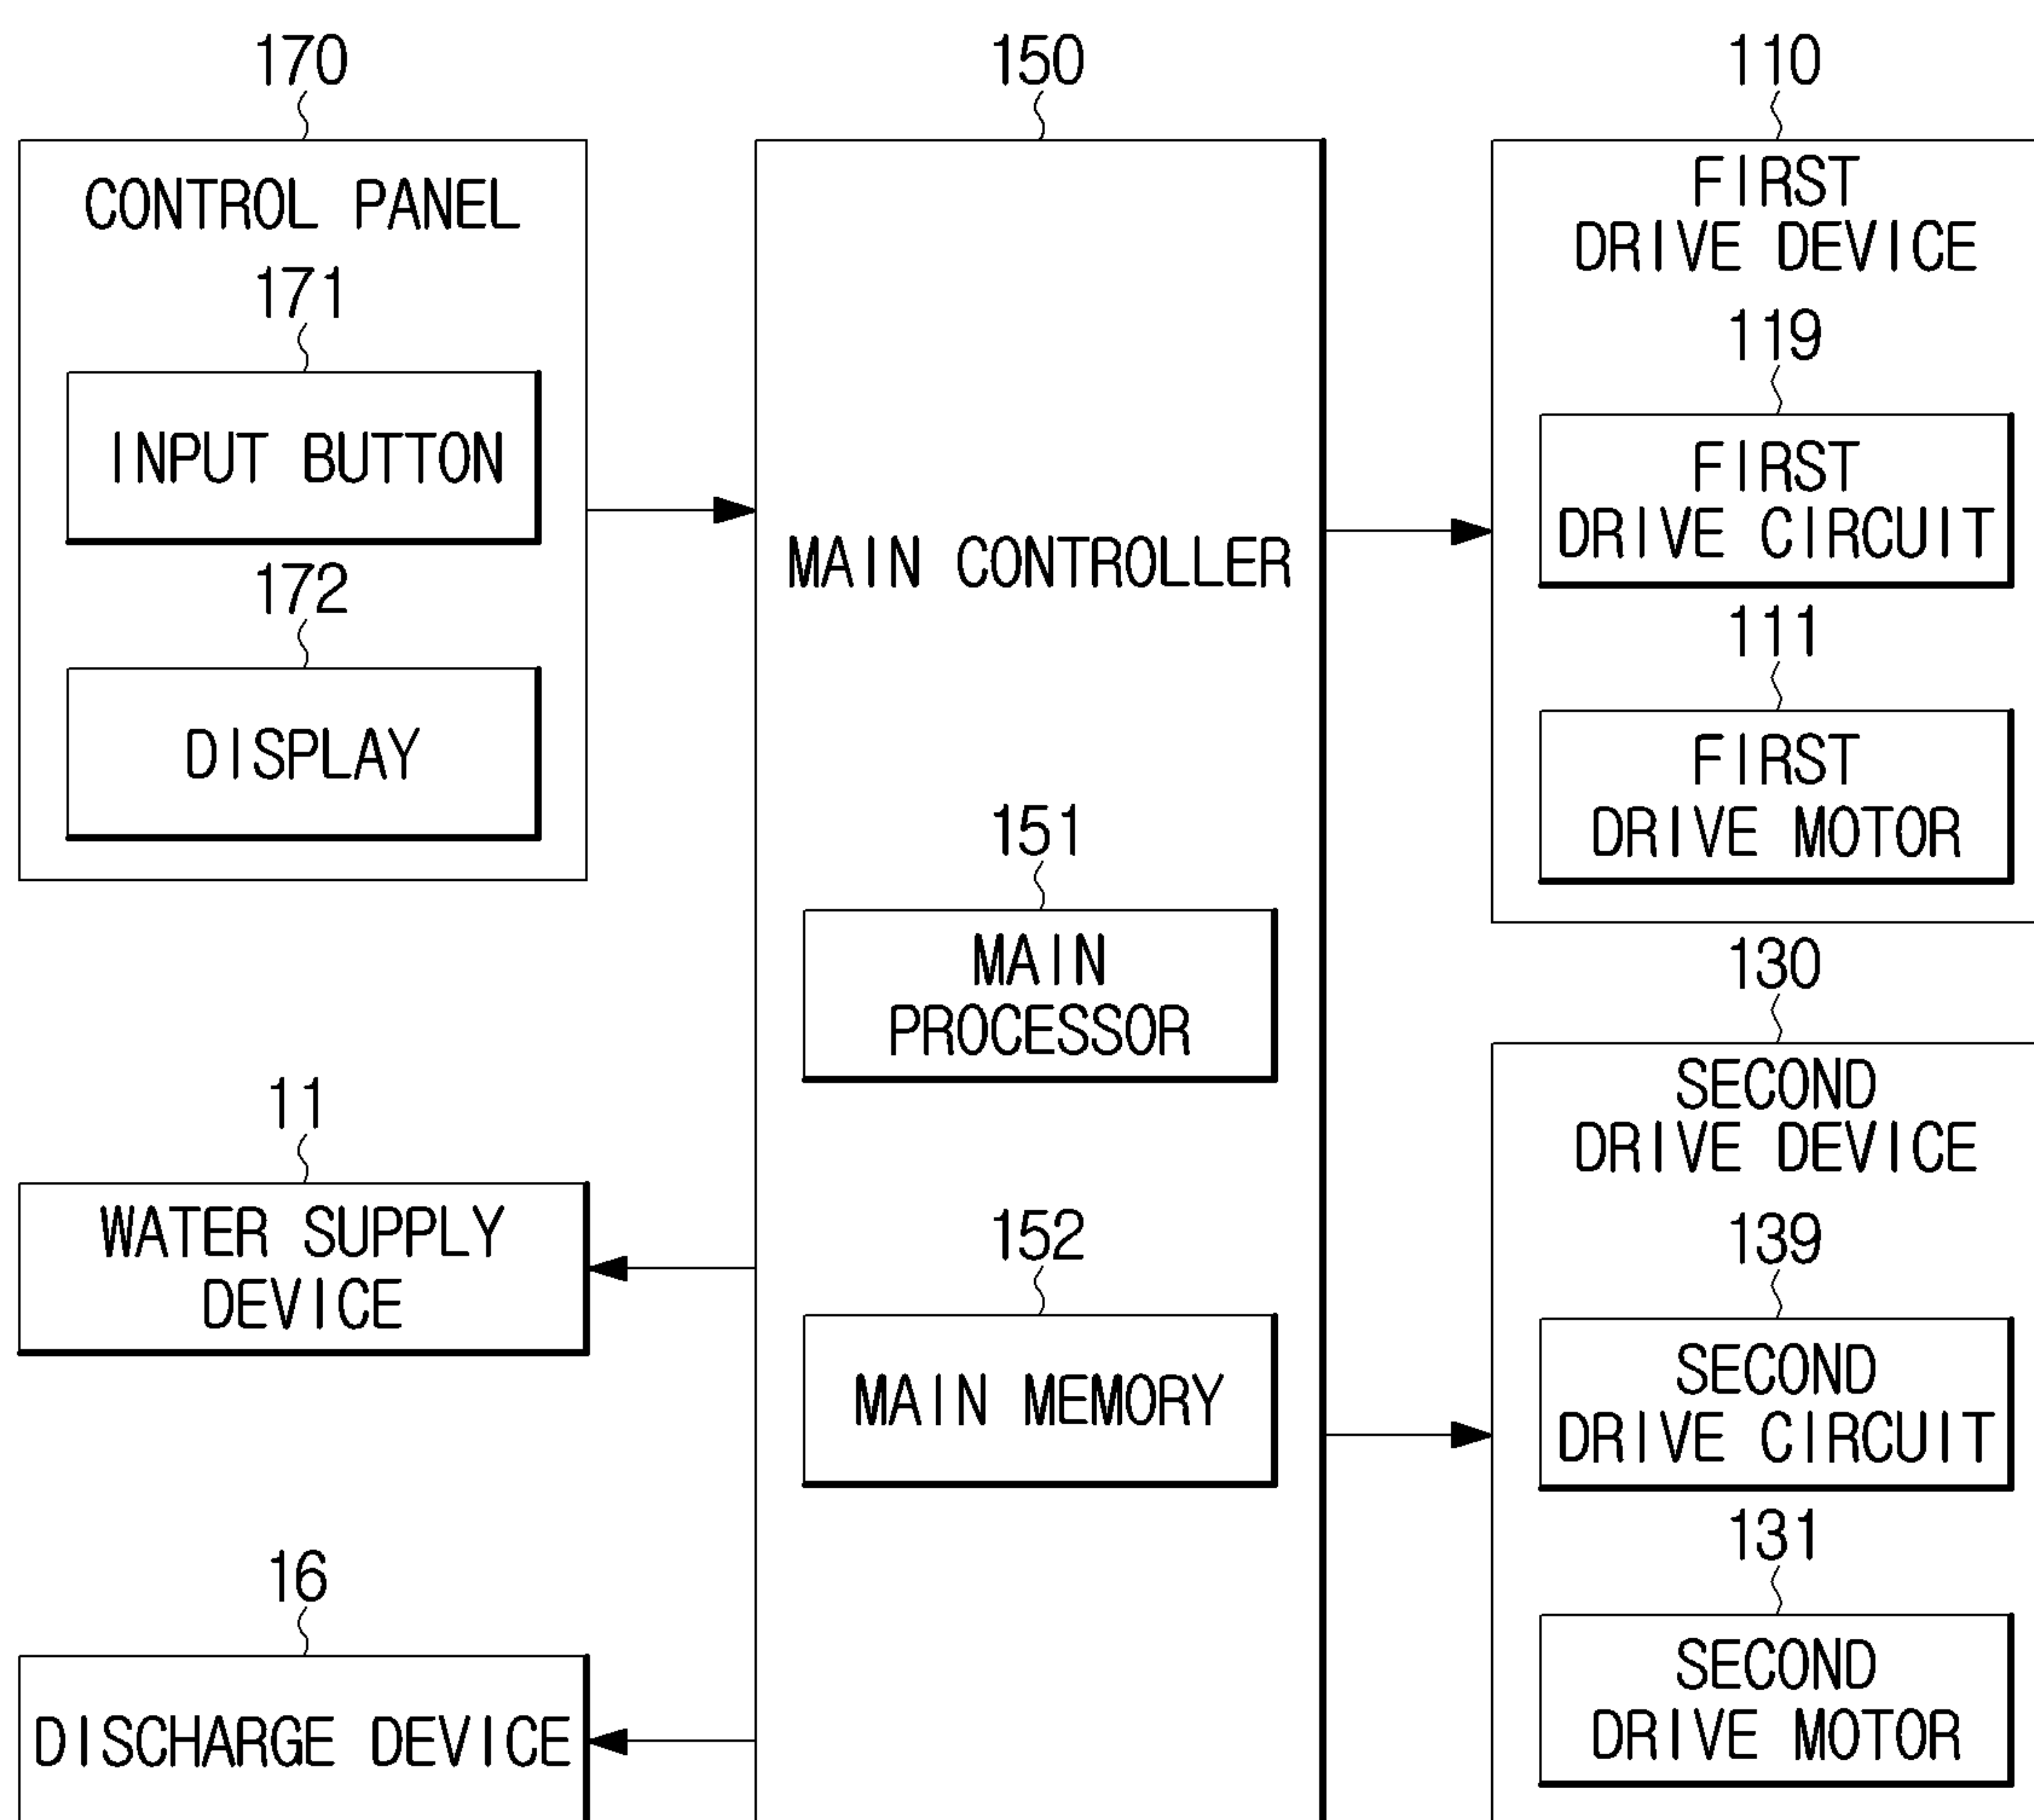 170
CONTROL PANEL
171
INPUT BUTTON
172
DISPLAY
11
WATER SUPPLY
DEVICE
16
DISCHARGE DEVICE
150
MAIN CONTROLLER
151
MAIN
PROCESSOR
152
MAIN MEMORY
110
FIRST
DRIVE DEVICE
119
FIRST
DRIVE CIRCUIT
111
FIRST
DRIVE MOTOR
130
SECOND
DRIVE DEVICE
139
SECOND
DRIVE CIRCUIT
131
SECOND
DRIVE MOTOR